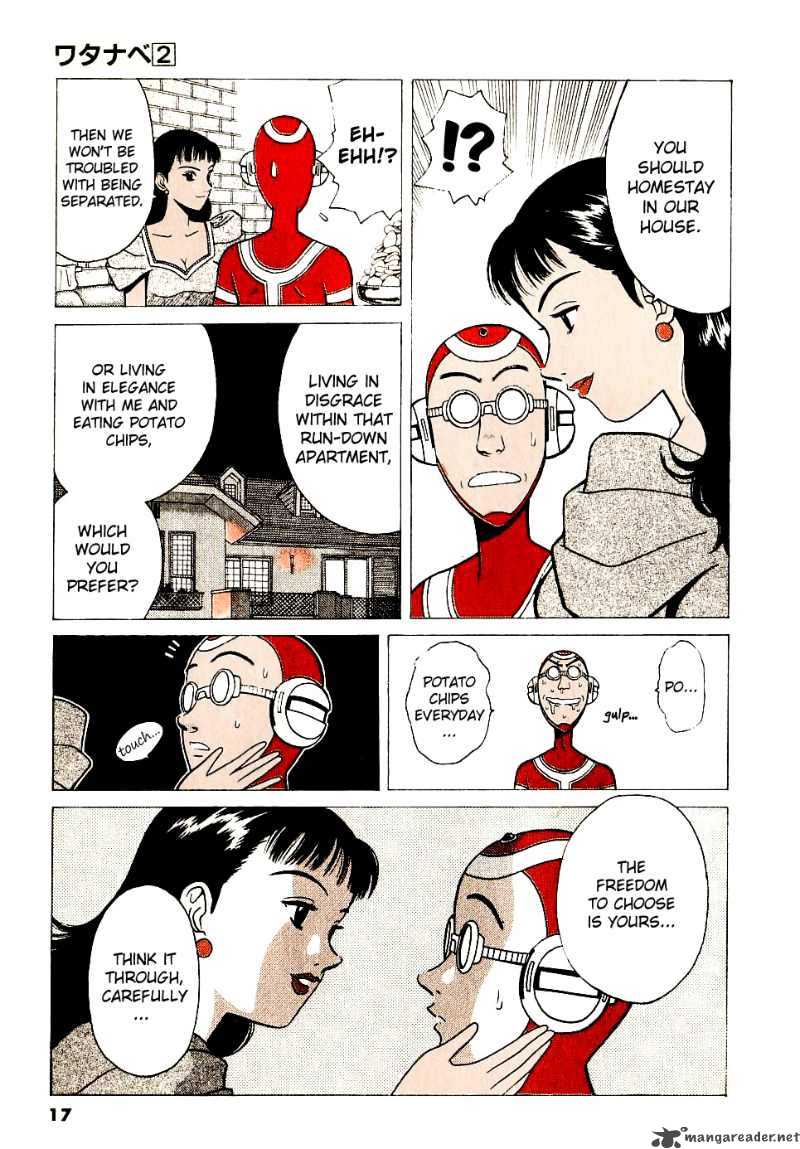 ワタナベ2
YOU
SHOULD
HOMESTAY
IN OUR
HOUSE.
!?
EH-
EHH!?
THEN WE
WON'T BE
TROUBLED
WITH BEING
SEPARATED.
LIVING IN
DISGRACE
WITHIN THAT
RUN-DOWN
APARTMENT,
OR LIVING
IN ELEGANCE
WITH ME AND
EATING POTATO
CHIPS,
WHICH
WOULD
YOU
PREFER?
PO...
gulp...
POTATO
CHIPS
EVERYDAY
...
touch...
THE
FREEDOM
TO CHOOSE
IS YOURS...
THINK IT
THROUGH,
CAREFULLY
...
17
mangareader.net